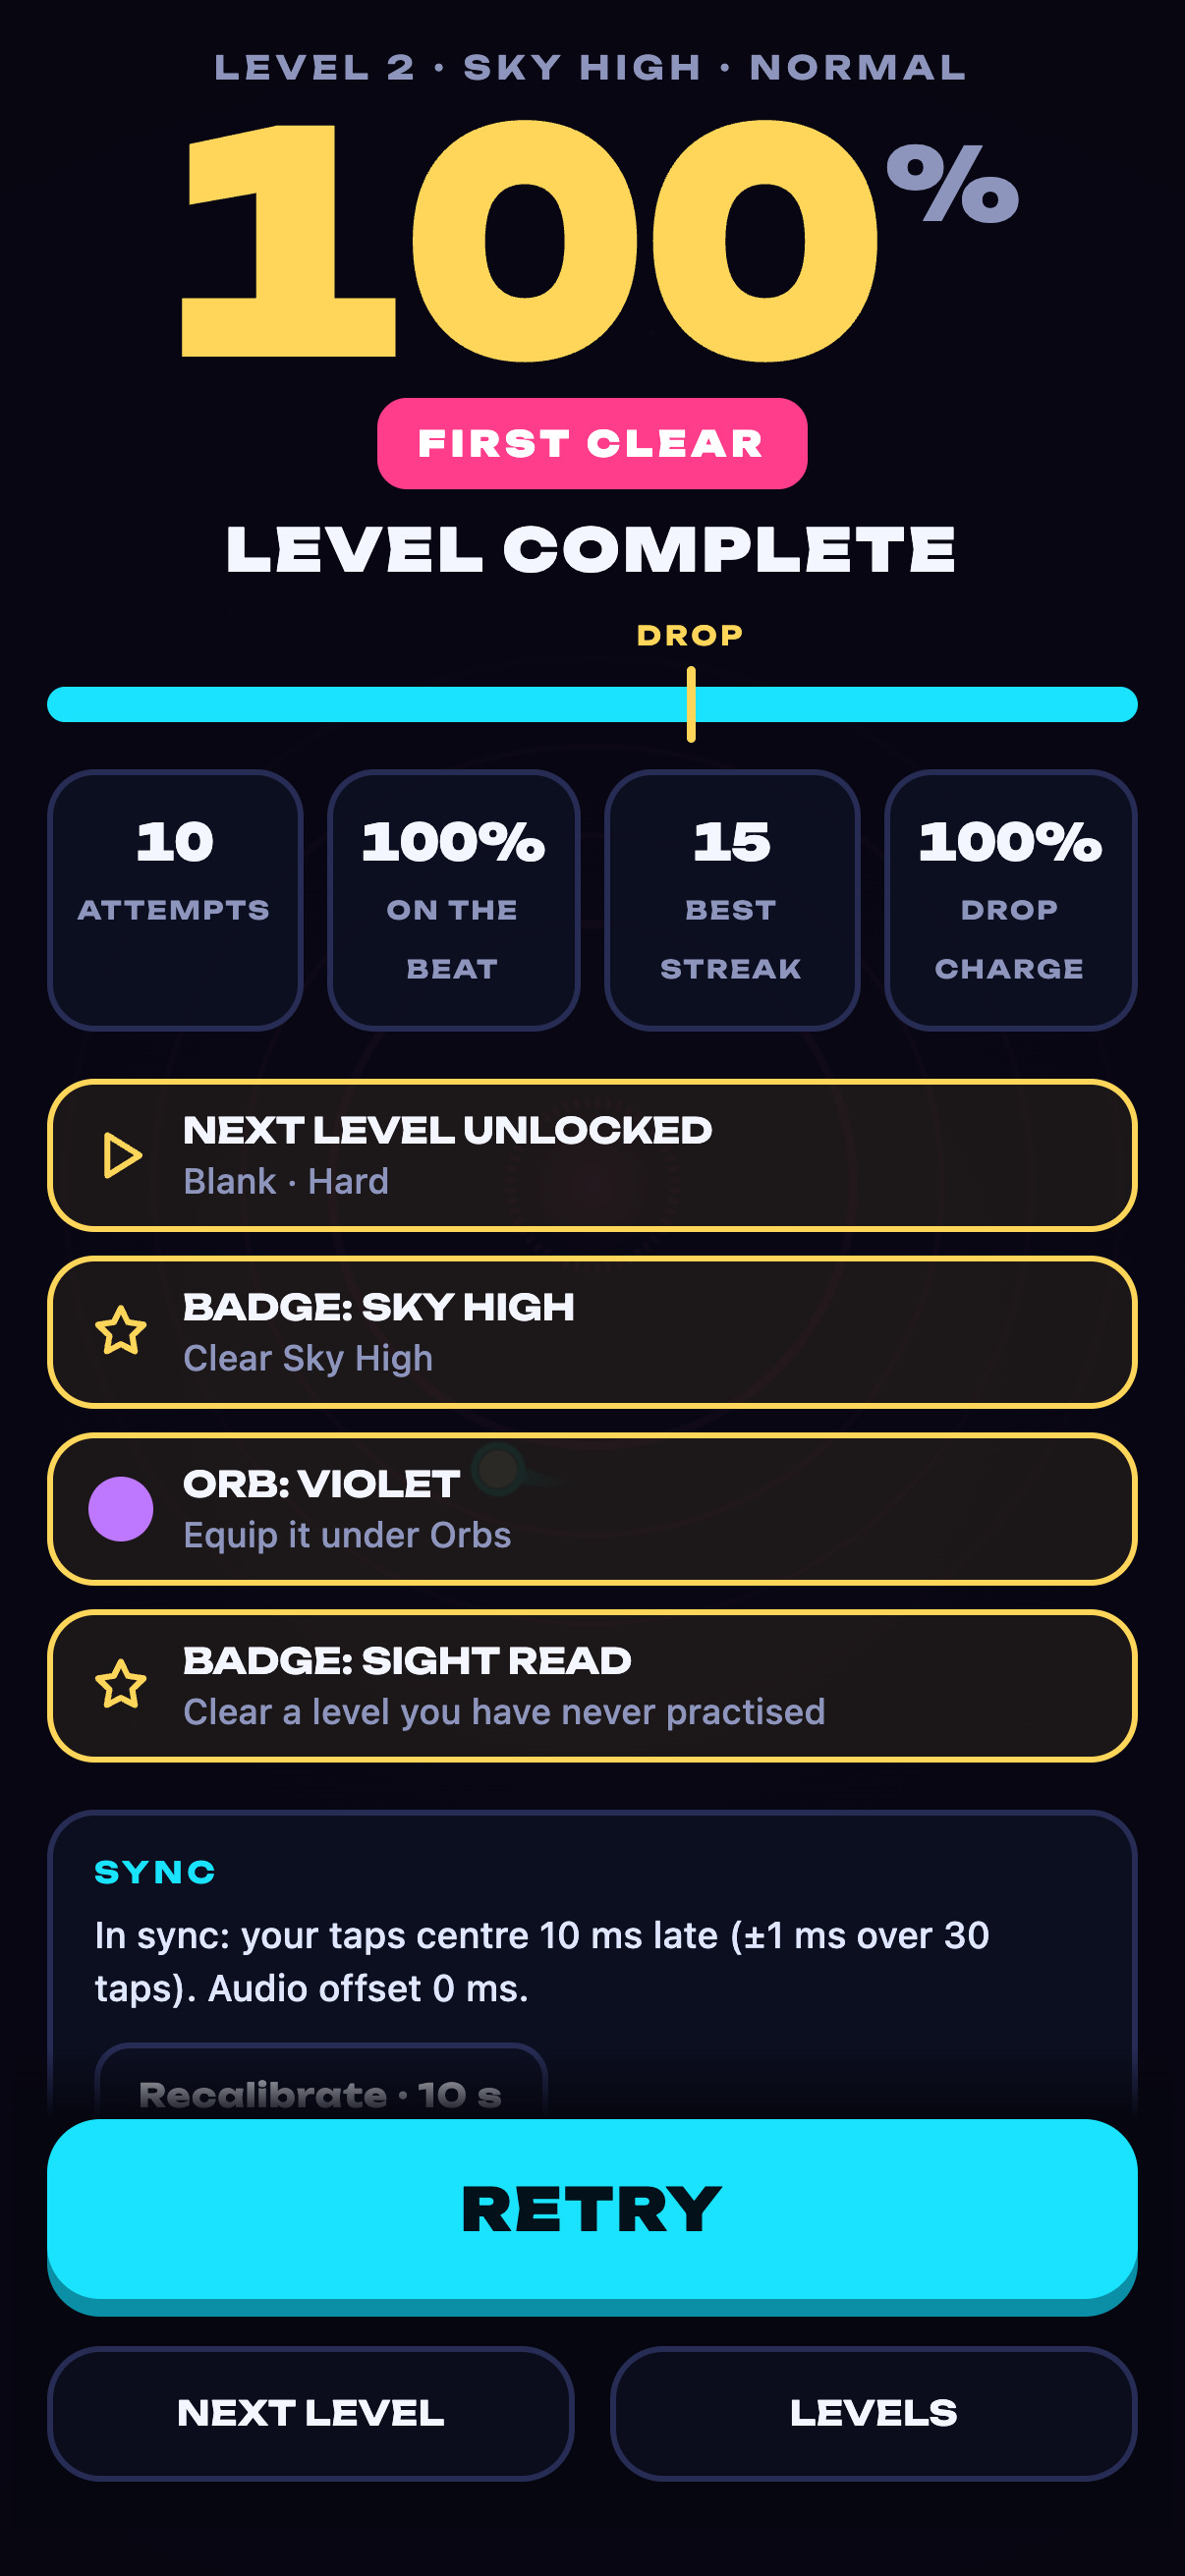 LEVEL 2 · SKY HIGH · NORMAL
100%
FIRST CLEAR
LEVEL COMPLETE
DROP
10
ATTEMPTS
100%
ON THE
BEAT
15
BEST
STREAK
100%
DROP
CHARGE
NEXT LEVEL UNLOCKED
Blank · Hard
BADGE: SKY HIGH
Clear Sky High
ORB: VIOLET
Equip it under Orbs
BADGE: SIGHT READ
Clear a level you have never practised
SYNC
In sync: your taps centre 10 ms late (±1 ms over 30
taps). Audio offset 0 ms.
Recalibrate · 10 s
RETRY
NEXT LEVEL
LEVELS